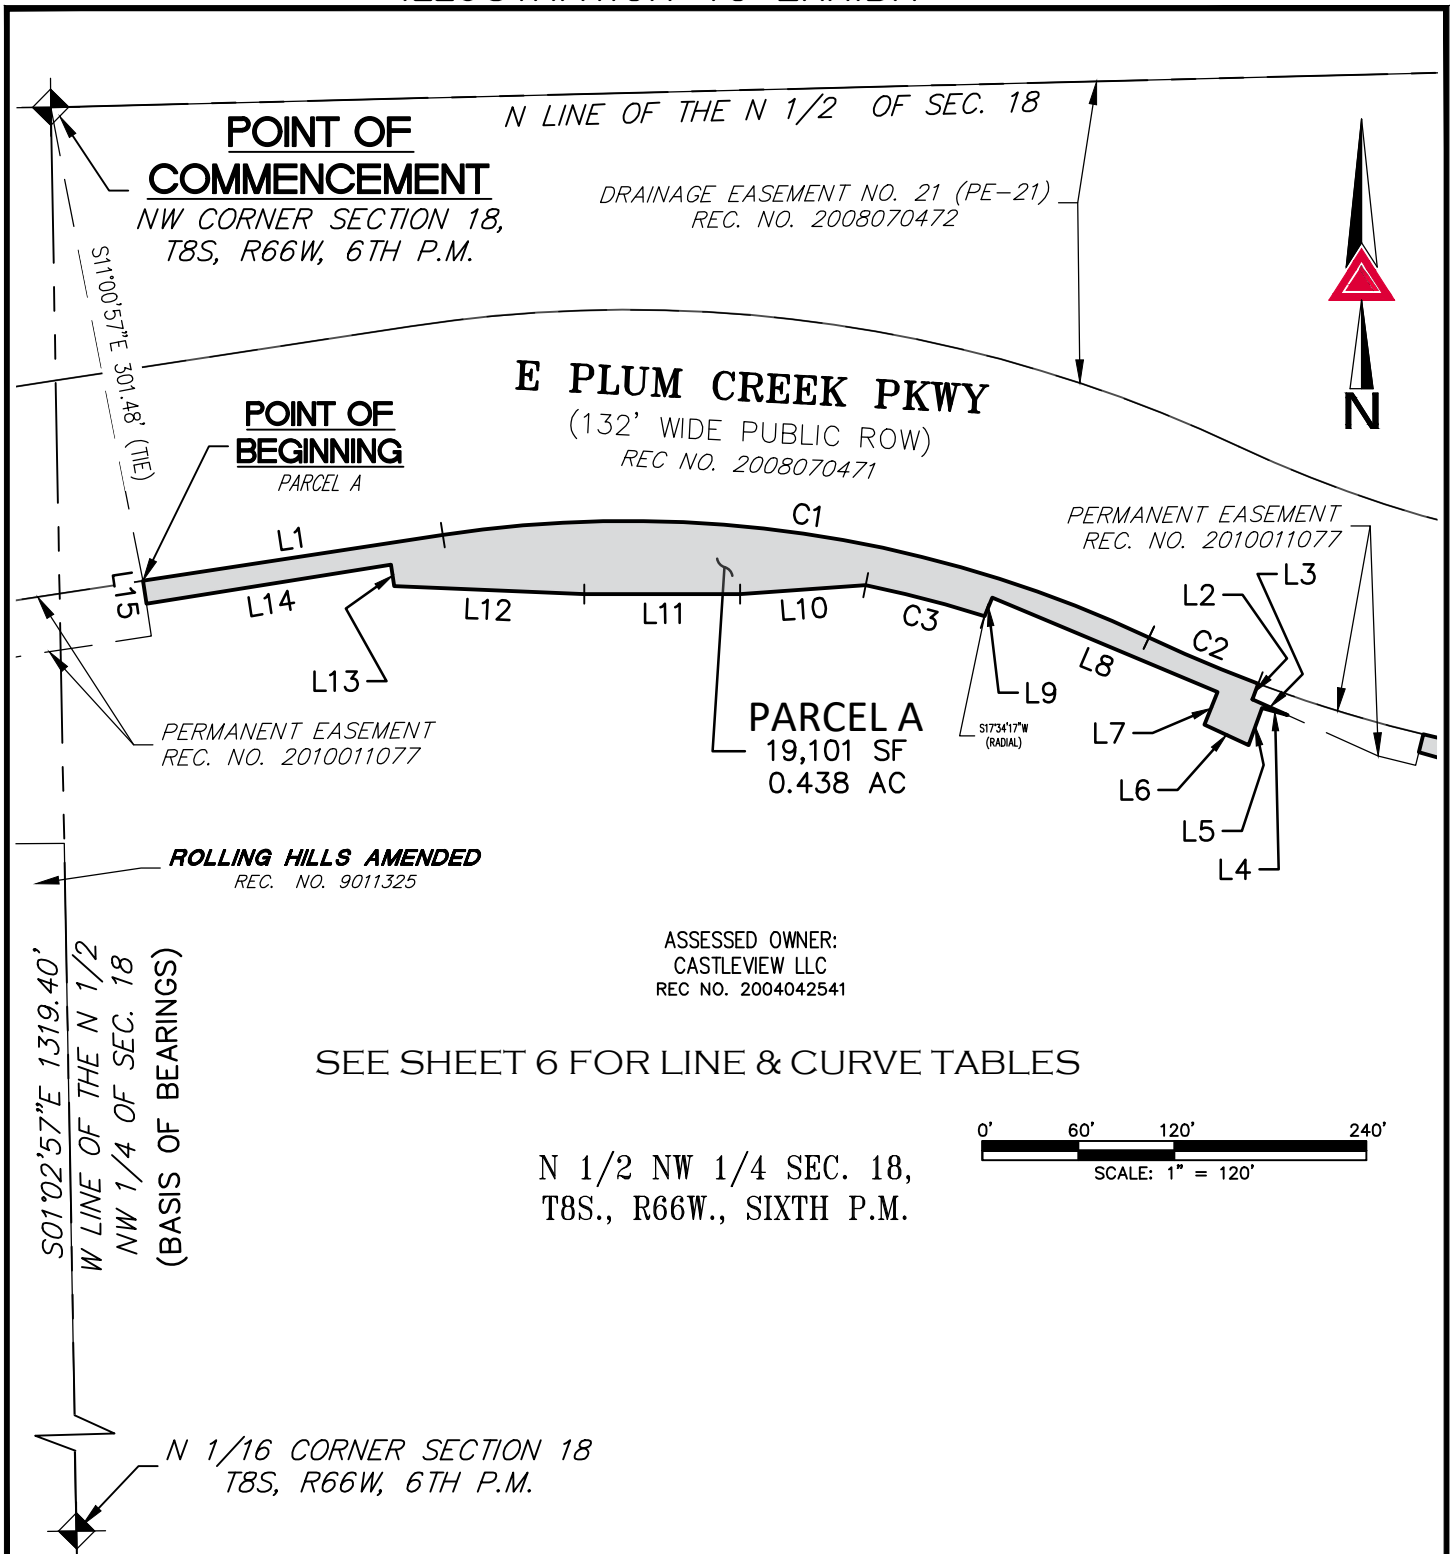 ILLUSTRATION TO EXHIBIT
N LINE OF THE N 1/2 OF SEC. 18
POINT OF
COMMENCEMENT
NW CORNER SECTION 18,
T8S, R66W, 6TH P.M.
DRAINAGE EASEMENT NO. 21 (PE-21)
REC. NO. 2008070472
S11°00'57"E 301.48' (TIE)
N
E PLUM CREEK PKWY
(132' WIDE PUBLIC ROW)
REC NO. 2008070471
POINT OF
BEGINNING
PARCEL A
PERMANENT EASEMENT
REC. NO. 2010011077
L1
C1
L2
L3
L15
L14
L12
L11
L10
C3
C2
L8
L13
L9
L7
S17°34'17"W
(RADIAL)
PARCEL A
19,101 SF
0.438 AC
PERMANENT EASEMENT
REC. NO. 2010011077
L6
L5
L4
ROLLING HILLS AMENDED
REC. NO. 9011325
ASSESSED OWNER:
CASTLEVIEW LLC
REC NO. 2004042541
S01°02'57"E 1319.40'
W LINE OF THE N 1/2
NW 1/4 OF SEC. 18
(BASIS OF BEARINGS)
SEE SHEET 6 FOR LINE & CURVE TABLES
0' 60' 120' 240'
SCALE: 1" = 120'
N 1/2 NW 1/4 SEC. 18,
T8S., R66W., SIXTH P.M.
N 1/16 CORNER SECTION 18
T8S, R66W, 6TH P.M.